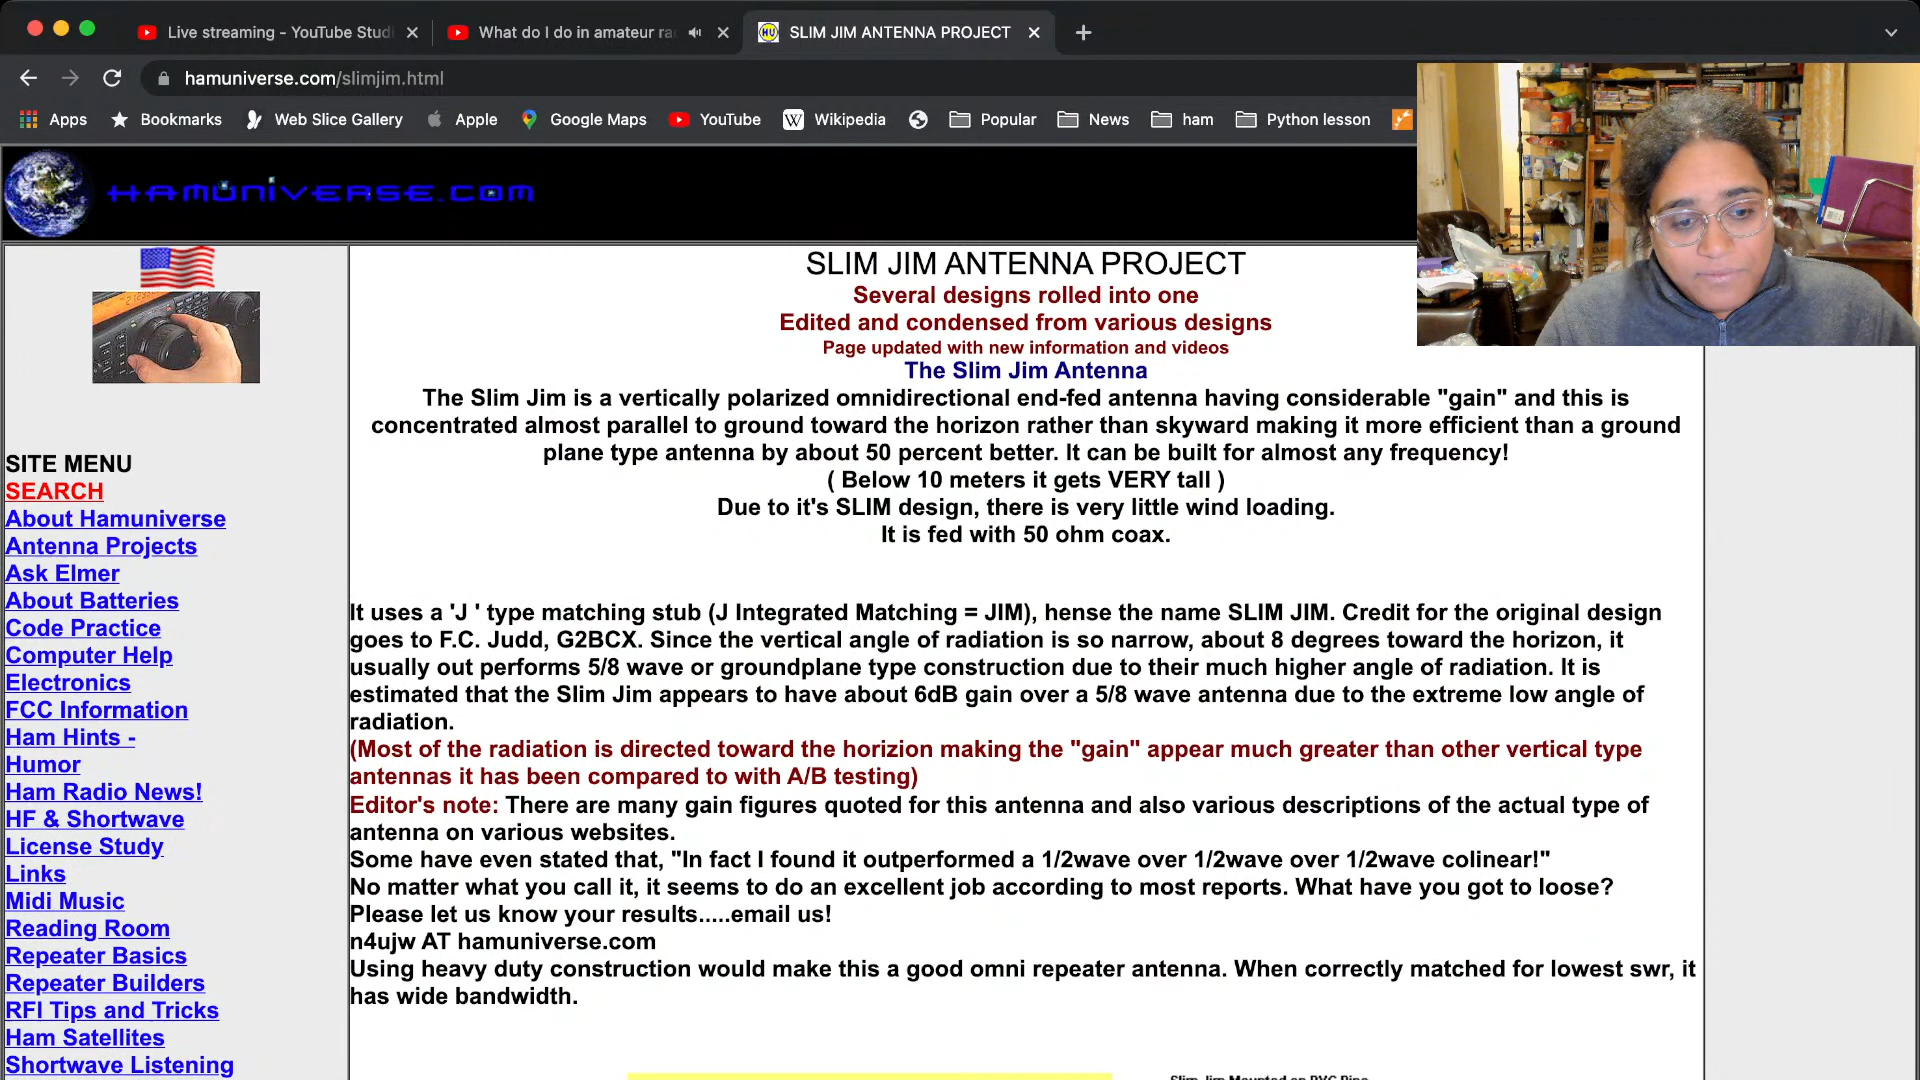 Live streaming - YouTube Studi
What do I do in amateur ra
SLIM JIM ANTENNA PROJECT
hamuniverse.com/slimjim.html
Apps
Bookmarks
Web Slice Gallery
Apple
Google Maps
YouTube
Wikipedia
Popular
News
ham
Python lesson
HAMUNIVERSE.COM
SITE MENU
SEARCH
About Hamuniverse
Antenna Projects
Ask Elmer
About Batteries
Code Practice
Computer Help
Electronics
FCC Information
Ham Hints -
Humor
Ham Radio News!
HF & Shortwave
License Study
Links
Midi Music
Reading Room
Repeater Basics
Repeater Builders
RFI Tips and Tricks
Ham Satellites
Shortwave Listening
SLIM JIM ANTENNA PROJECT
Several designs rolled into one
Edited and condensed from various designs
Page updated with new information and videos
The Slim Jim Antenna
The Slim Jim is a vertically polarized omnidirectional end-fed antenna having considerable "gain" and this is
concentrated almost parallel to ground toward the horizon rather than skyward making it more efficient than a ground
plane type antenna by about 50 percent better. It can be built for almost any frequency!
( Below 10 meters it gets VERY tall )
Due to it's SLIM design, there is very little wind loading.
It is fed with 50 ohm coax.
It uses a 'J ' type matching stub (J Integrated Matching = JIM), hense the name SLIM JIM. Credit for the original design
goes to F.C. Judd, G2BCX. Since the vertical angle of radiation is so narrow, about 8 degrees toward the horizon, it
usually out performs 5/8 wave or groundplane type construction due to their much higher angle of radiation. It is
estimated that the Slim Jim appears to have about 6dB gain over a 5/8 wave antenna due to the extreme low angle of
radiation.
(Most of the radiation is directed toward the horizion making the "gain" appear much greater than other vertical type
antennas it has been compared to with A/B testing)
Editor's note: There are many gain figures quoted for this antenna and also various descriptions of the actual type of
antenna on various websites.
Some have even stated that, "In fact I found it outperformed a 1/2wave over 1/2wave over 1/2wave colinear!"
No matter what you call it, it seems to do an excellent job according to most reports. What have you got to loose?
Please let us know your results.....email us!
n4ujw AT hamuniverse.com
Using heavy duty construction would make this a good omni repeater antenna. When correctly matched for lowest swr, it
has wide bandwidth.